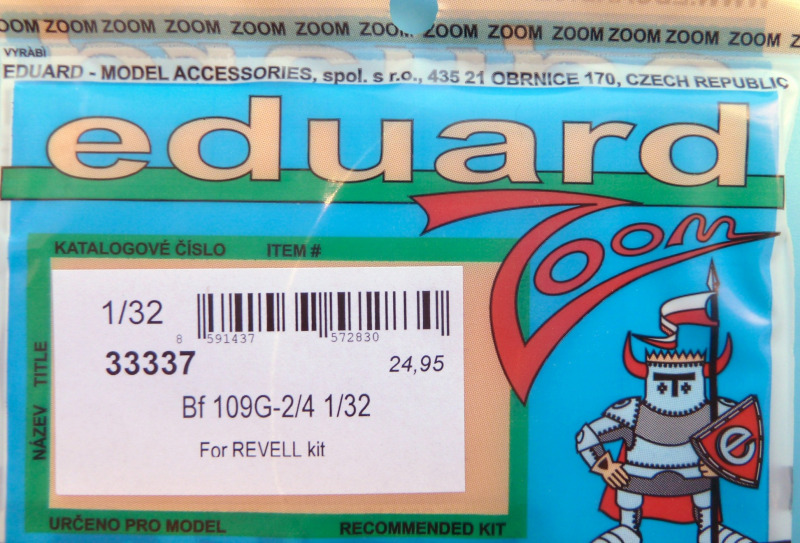 ZOOM ZOOM ZOOM ZOOM ZOOM ZOOM ZOOM ZOOM ZOOM ZOOM ZOOM ZOOM ZOOM
VYRÁBÍ
EDUARD - MODEL ACCESSORIES, spol. s r.o., 435 21 OBRNICE 170, CZECH REPUBLIC
eduard
Zoom
KATALOGOVÉ ČÍSLO ITEM #
1/32
8 591437 572830
33337 24,95
Bf 109G-2/4 1/32
For REVELL kit
NÁZEV TITLE
e
URČENO PRO MODEL RECOMMENDED KIT